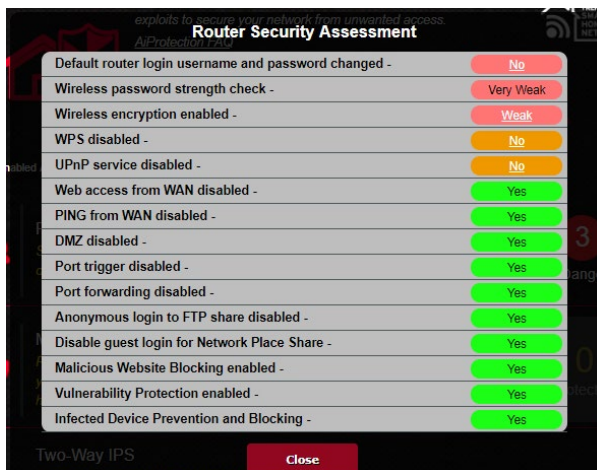 exploits to secure your network from unwanted access.
AiProtection FAQ
Router Security Assessment
Default router login username and password changed - No
Wireless password strength check - Very Weak
Wireless encryption enabled - Weak
WPS disabled - No
UPnP service disabled - No
Web access from WAN disabled - Yes
PING from WAN disabled - Yes
DMZ disabled - Yes
Port trigger disabled - Yes
Port forwarding disabled - Yes
Anonymous login to FTP share disabled - Yes
Disable guest login for Network Place Share - Yes
Malicious Website Blocking enabled - Yes
Vulnerability Protection enabled - Yes
Infected Device Prevention and Blocking - Yes
3
0
Two-Way IPS
Close